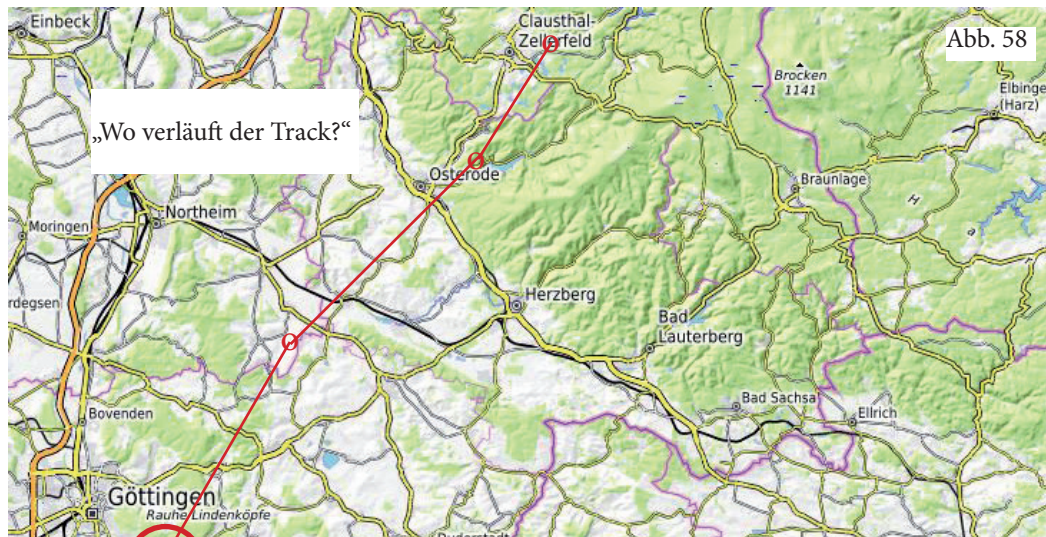 Einbeck
Clausthal-
Zellerfeld
Abb. 58
Brocken
1141
Elbinge
(Harz)
„Wo verläuft der Track?“
Osterode
Braunlage
Northeim
Moringen
H
a
r
rdegsen
Herzberg
Bad
Lauterberg
Bad Sachsa
Ellrich
Bovenden
Göttingen
Rauhe Lindenköpfe
Duderstadt